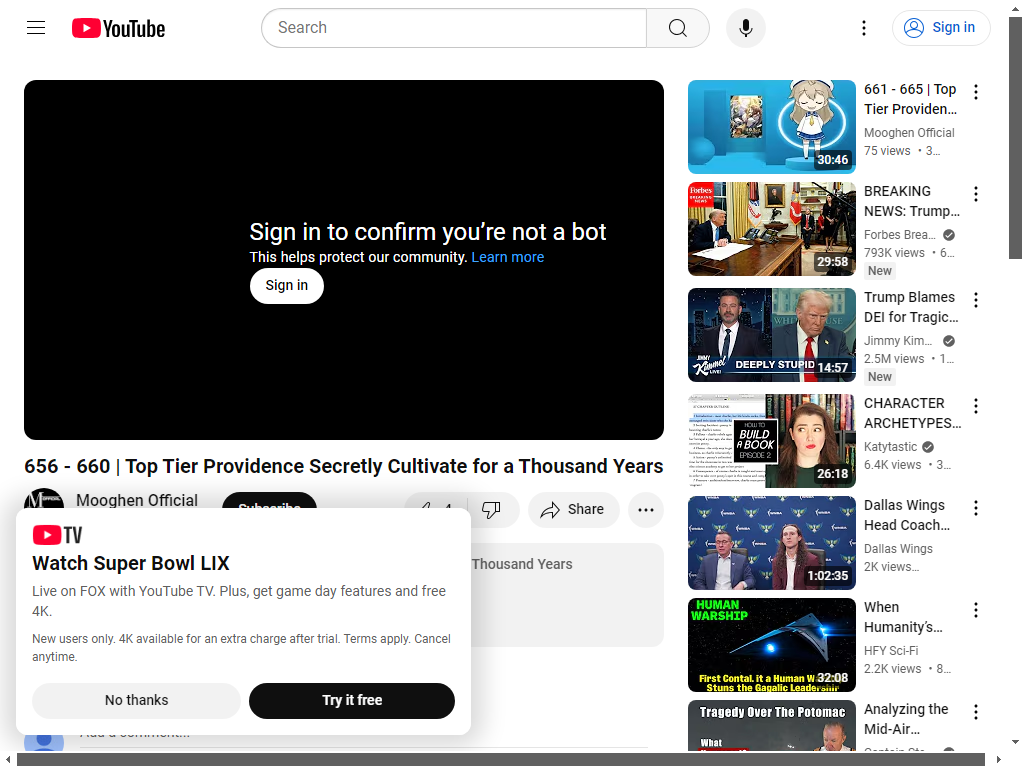 YouTube
Search
Sign in
Sign in to confirm you're not a bot
This helps protect our community. Learn more
Sign in
656 - 660 | Top Tier Providence Secretly Cultivate for a Thousand Years
Mooghen Official
Subscribe
4
Share
Thousand Years
TV
Watch Super Bowl LIX
Live on FOX with YouTube TV. Plus, get game day features and free
4K.
New users only. 4K available for an extra charge after trial. Terms apply. Cancel
anytime.
No thanks
Try it free
Add a comment...
30:46
661 - 665 | Top
Tier Providen...
Mooghen Official
75 views • 3...
Forbes
BREAKING
NEWS
29:58
BREAKING
NEWS: Trump...
Forbes Brea...
793K views • 6...
New
JIMMY
Kimmel
LIVE!
DEEPLY STUPID
14:57
Trump Blames
DEI for Tragic...
Jimmy Kim...
2.5M views • 1...
New
HOW TO
BUILD
A BOOK
EPISODE 2
26:18
CHARACTER
ARCHETYPES...
Katytastic
6.4K views • 3...
1:02:35
Dallas Wings
Head Coach...
Dallas Wings
2K views...
HUMAN
WARSHIP
First Contal, it a Human
Stuns the Gagalic Leadership
32:08
When
Humanity's...
HFY Sci-Fi
2.2K views • 8...
Tragedy Over The Potomac
What
Analyzing the
Mid-Air...